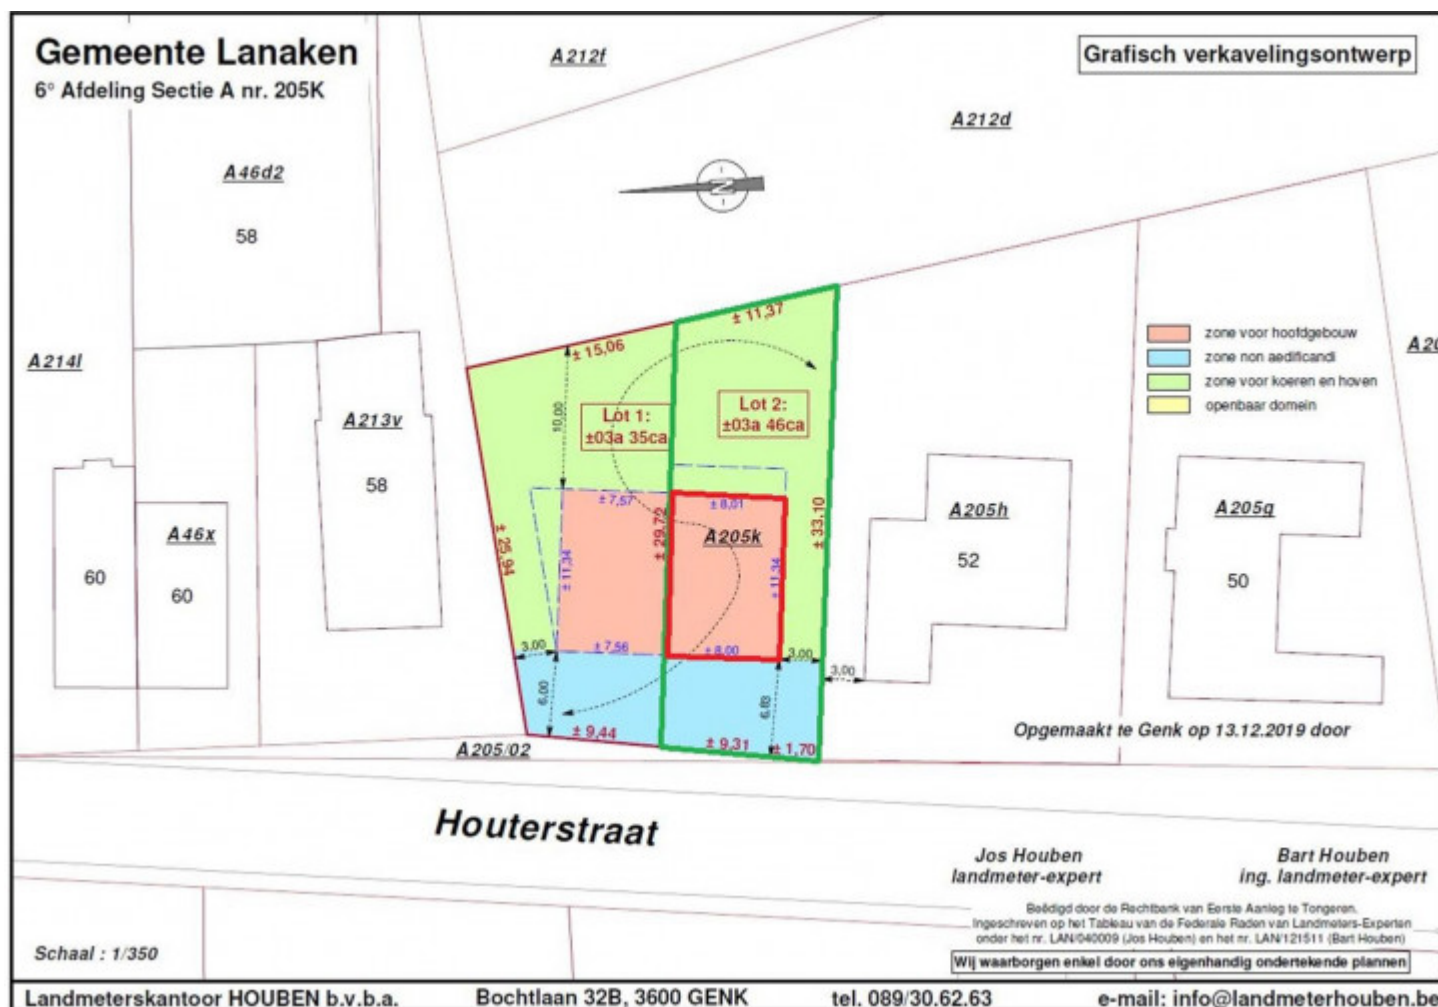 Gemeente Lanaken
6° Afdeling Sectie A nr. 205K
Grafisch verkavelingsontwerp
A212f
A212d
A46d2
58
N
A214l
A213v
58
A46x
60
60
± 15,06
± 11,37
10,00
Lot 1:
±03a 35ca
Lot 2:
±03a 46ca
zone voor hoofdgebouw
zone non aedificandi
zone voor koeren en hoven
openbaar domein
± 7,57
± 8,01
± 25,94
± 11,34
± 29,72
A205k
± 11,34
± 33,10
A205h
52
A205g
50
3,00
± 7,56
± 8,00
3,00
3,00
6,00
6,83
± 9,44
± 9,31
± 1,70
A205/02
Opgemaakt te Genk op 13.12.2019 door
Houterstraat
Jos Houben
landmeter-expert
Bart Houben
ing. landmeter-expert
Beëdigd door de Rechtbank van Eerste Aanleg te Tongeren.
Ingeschreven op het Tableau van de Federale Raden van Landmeters-Experten
onder het nr. LAN/040009 (Jos Houben) en het nr. LAN/121511 (Bart Houben)
Wij waarborgen enkel door ons eigenhandig ondertekende plannen
Schaal : 1/350
Landmeterskantoor HOUBEN b.v.b.a.
Bochtlaan 32B, 3600 GENK
tel. 089/30.62.63
e-mail: info@landmeterhouben.be